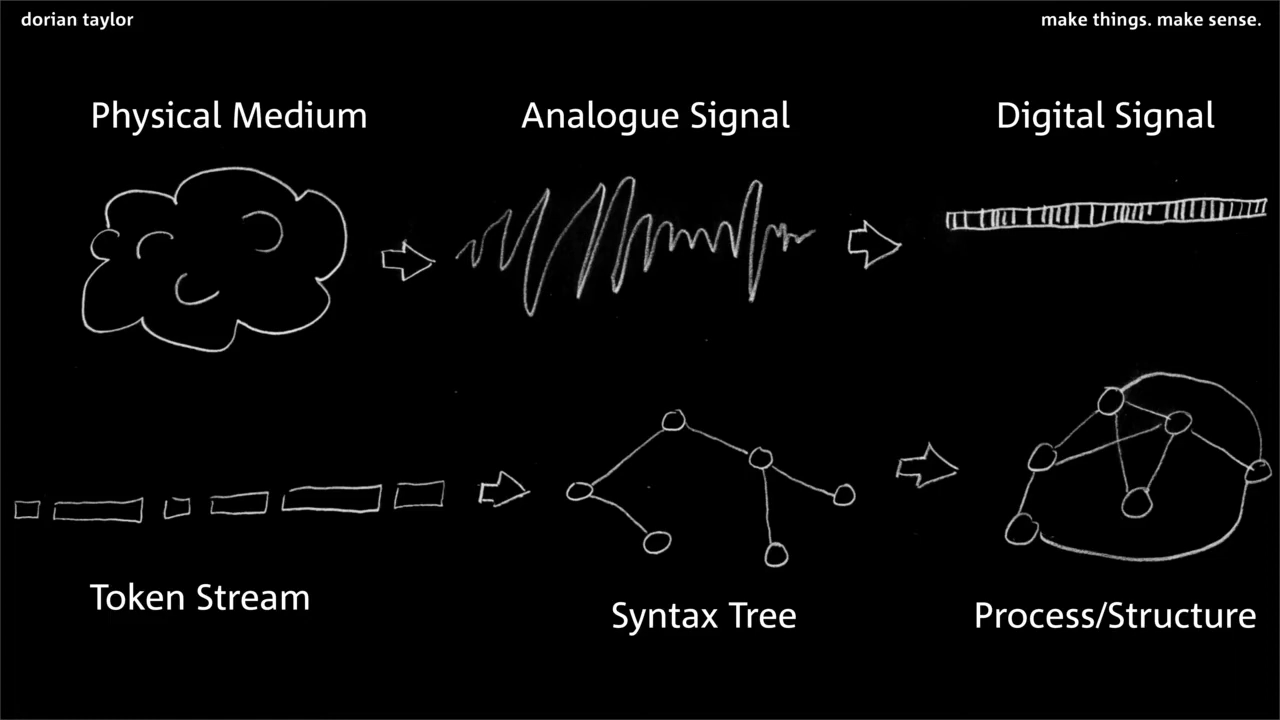 dorian taylor
make things. make sense.
Physical Medium
Analogue Signal
Digital Signal
Token Stream
Syntax Tree
Process/Structure